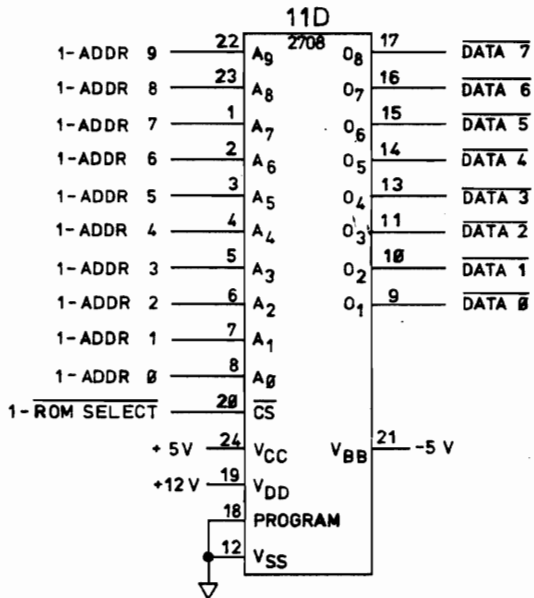 11D
2708
1-ADDR 9 22 A9 O8 17 DATA 7
1-ADDR 8 23 A8 O7 16 DATA 6
1-ADDR 7 1 A7 O6 15 DATA 5
1-ADDR 6 2 A6 O5 14 DATA 4
1-ADDR 5 3 A5 O4 13 DATA 3
1-ADDR 4 4 A4 O3 11 DATA 2
1-ADDR 3 5 A3 O2 10 DATA 1
1-ADDR 2 6 A2 O1 9 DATA 0
1-ADDR 1 7 A1
1-ADDR 0 8 A0
1-ROM SELECT 20 CS
+5V 24 VCC VBB 21 -5 V
+12V 19 VDD
18 PROGRAM
12 VSS